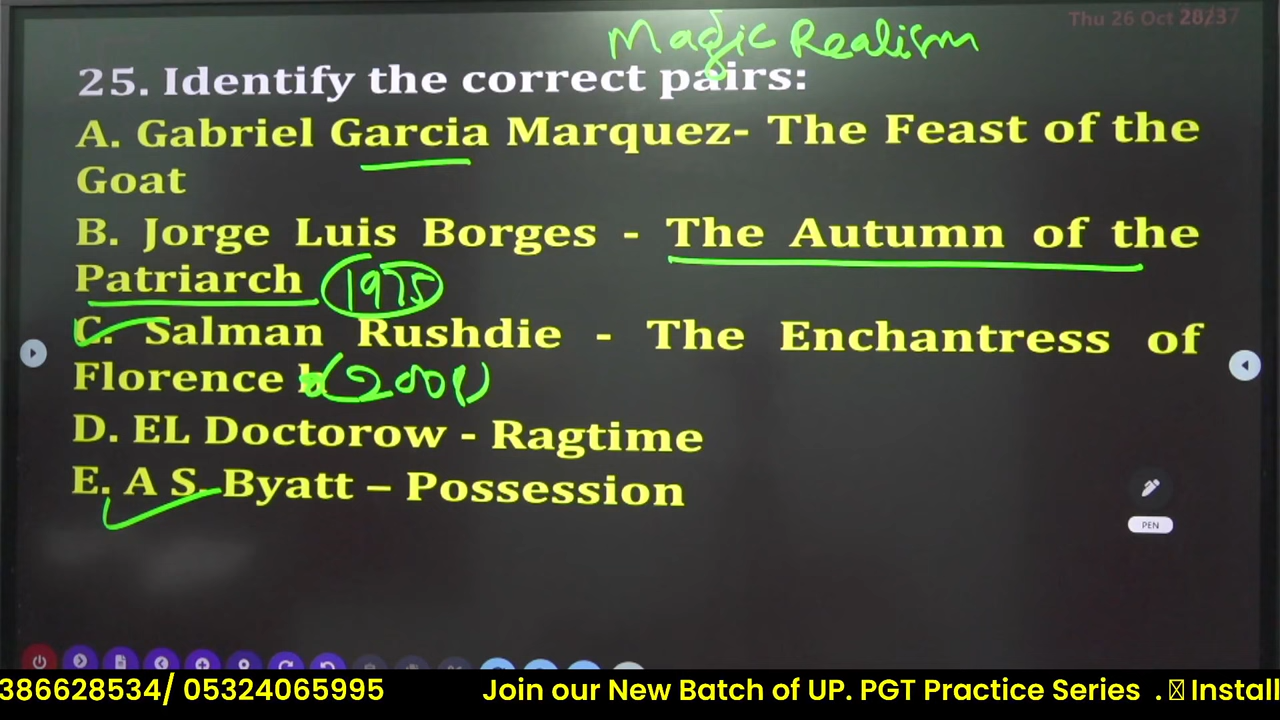 Thu 26 Oct 20:37
Magic Realism
25. Identify the correct pairs:
A. Gabriel Garcia Marquez- The Feast of the
Goat
B. Jorge Luis Borges - The Autumn of the
Patriarch (1975)
C. Salman Rushdie - The Enchantress of
Florence
D. EL Doctorow - Ragtime
E. A S. Byatt – Possession
PEN
386628534/ 05324065995 Join our New Batch of UP. PGT Practice Series . Install